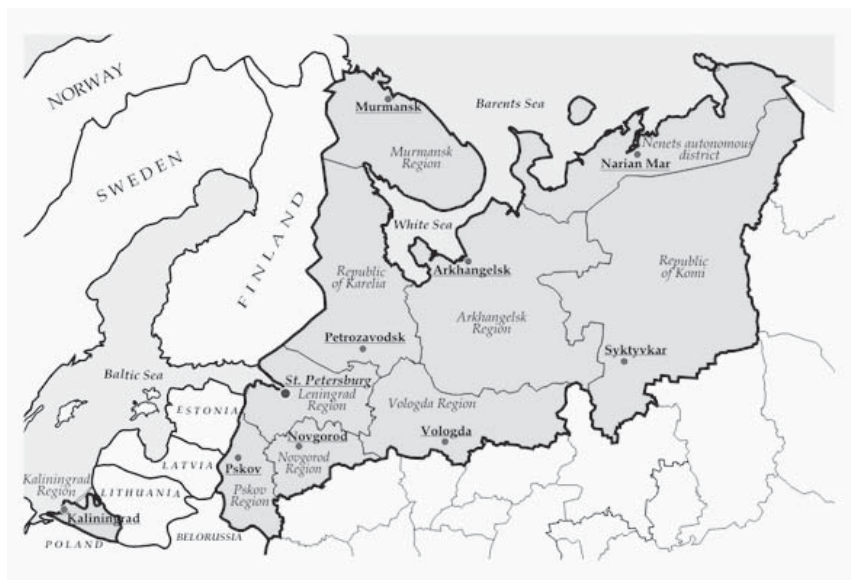 NORWAY
SWEDEN
FINLAND
Murmansk
Barents Sea
Murmansk
Region
Nenets autonomous
district
Narian Mar
White Sea
Republic
of Karelia
Arkhangelsk
Republic
of Komi
Arkhangelsk
Region
Petrozavodsk
Syktyvkar
Baltic Sea
St. Petersburg
Leningrad
Region
ESTONIA
Vologda Region
Novgorod
Vologda
LATVIA
Pskov
Novgorod
Region
Kaliningrad
Region
LITHUANIA
Pskov
Region
Kaliningrad
POLAND
BELORUSSIA